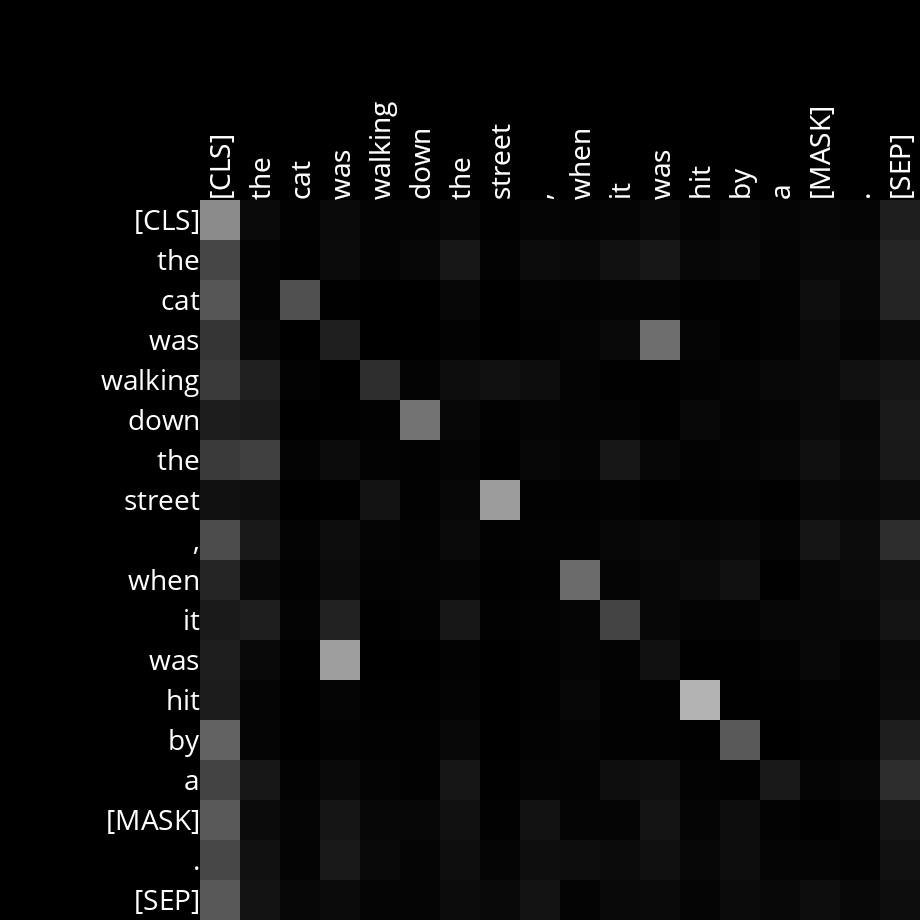 [CLS] the cat was walking down the street , when it was hit by a [MASK] . [SEP]
[CLS]
the
cat
was
walking
down
the
street
,
when
it
was
hit
by
a
[MASK]
.
[SEP]